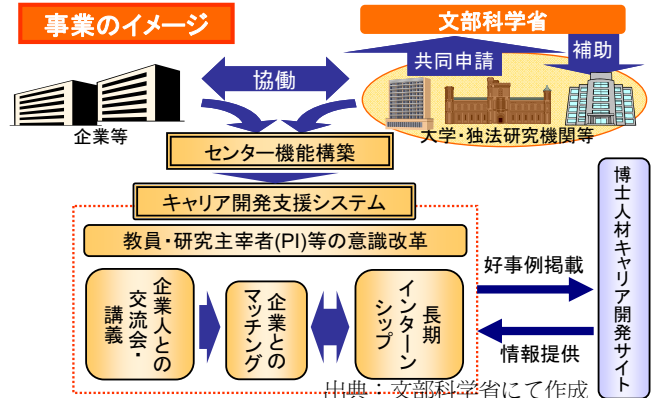 事業のイメージ
文部科学省
共同申請
補助
協働
企業等
大学・独法研究機関等
センター機能構築
キャリア開発支援システム
教員・研究主宰者(PI)等の意識改革
企業人との
交流会・
講義
企業との
マッチング
長期
インターン
シップ
好事例掲載
情報提供
博士人材キャリア開発サイト
出典：文部科学省にて作成